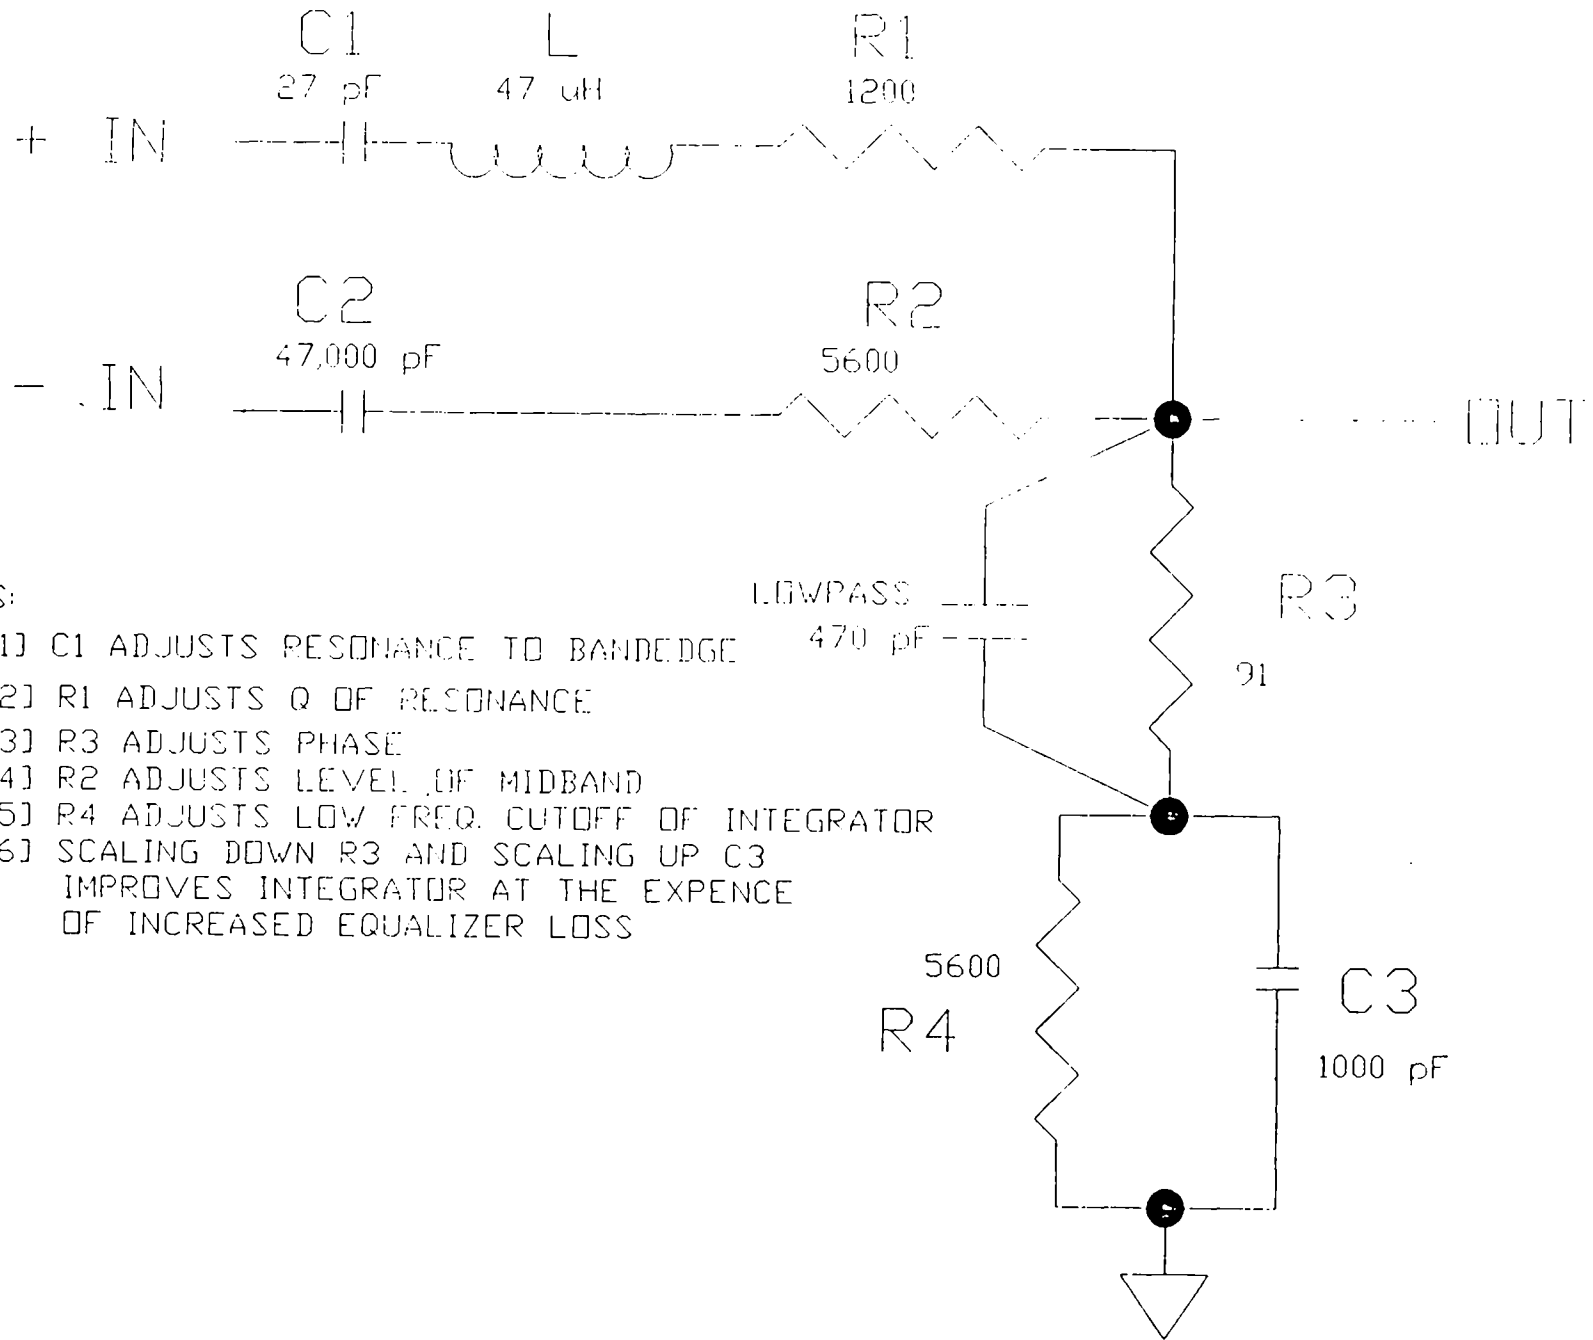 C1 L R1
27 pF 47 uH 1200
+ IN
C2 R2
47,000 pF 5600
- IN OUT
S:
LOWPASS
470 pF
R3
91
1] C1 ADJUSTS RESONANCE TO BANDEDGE
2] R1 ADJUSTS Q OF RESONANCE
3] R3 ADJUSTS PHASE
4] R2 ADJUSTS LEVEL OF MIDBAND
5] R4 ADJUSTS LOW FREQ. CUTOFF OF INTEGRATOR
6] SCALING DOWN R3 AND SCALING UP C3
IMPROVES INTEGRATOR AT THE EXPENCE
OF INCREASED EQUALIZER LOSS
5600
R4
C3
1000 pF